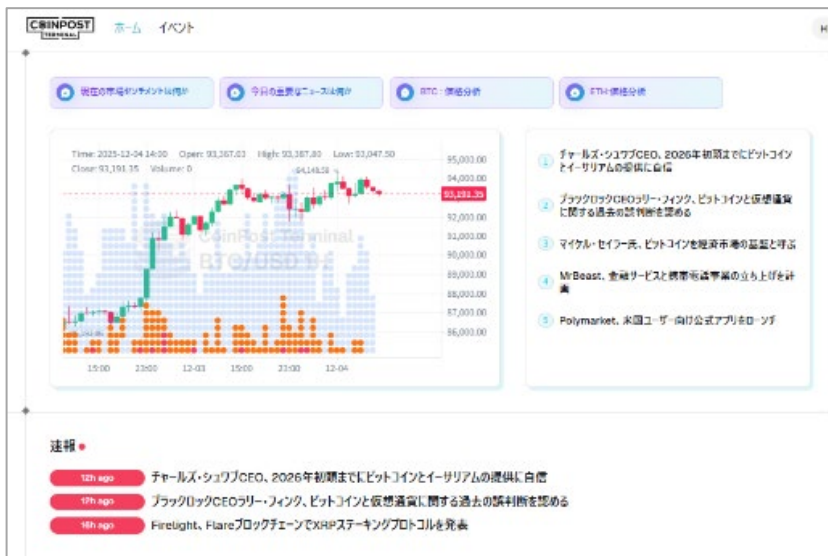 COINPOST
TERMINAL
ホーム イベント
現在の市場センチメントは何か
今日の重要なニュースは何か
BTC:価格分析
ETH:価格分析
Time: 2025-12-04 14:00 Open: 93,367.03 High: 93,367.80 Low: 93,047.50
Close: 93,191.35 Volume: 0
94,148.58
95,000.00
94,000.00
93,191.35
92,000.00
91,000.00
90,000.00
89,000.00
88,000.00
87,000.00
86,000.00
CoinPost Terminal
15:00 23:00 12-03 15:00 23:00 12-04
1 チャールズ・シュワブCEO、2026年初頭までにビットコイン
とイーサリアムの提供に自信
2 ブラックロックCEOラリー・フィンク、ビットコインと仮想通貨
に関する過去の誤判断を認める
3 マイケル・セイラー氏、ビットコインを経済市場の基盤と呼ぶ
4 MrBeast、金融サービスと携帯電話事業の立ち上げを計
画
5 Polymarket、米国ユーザー向け公式アプリをローンチ
速報
12h ago チャールズ・シュワブCEO、2026年初頭までにビットコインとイーサリアムの提供に自信
ブラックロックCEOラリー・フィンク、ビットコインと仮想通貨に関する過去の誤判断を認める
16h ago Firelight、FlareブロックチェーンでXRPステーキングプロトコルを発表